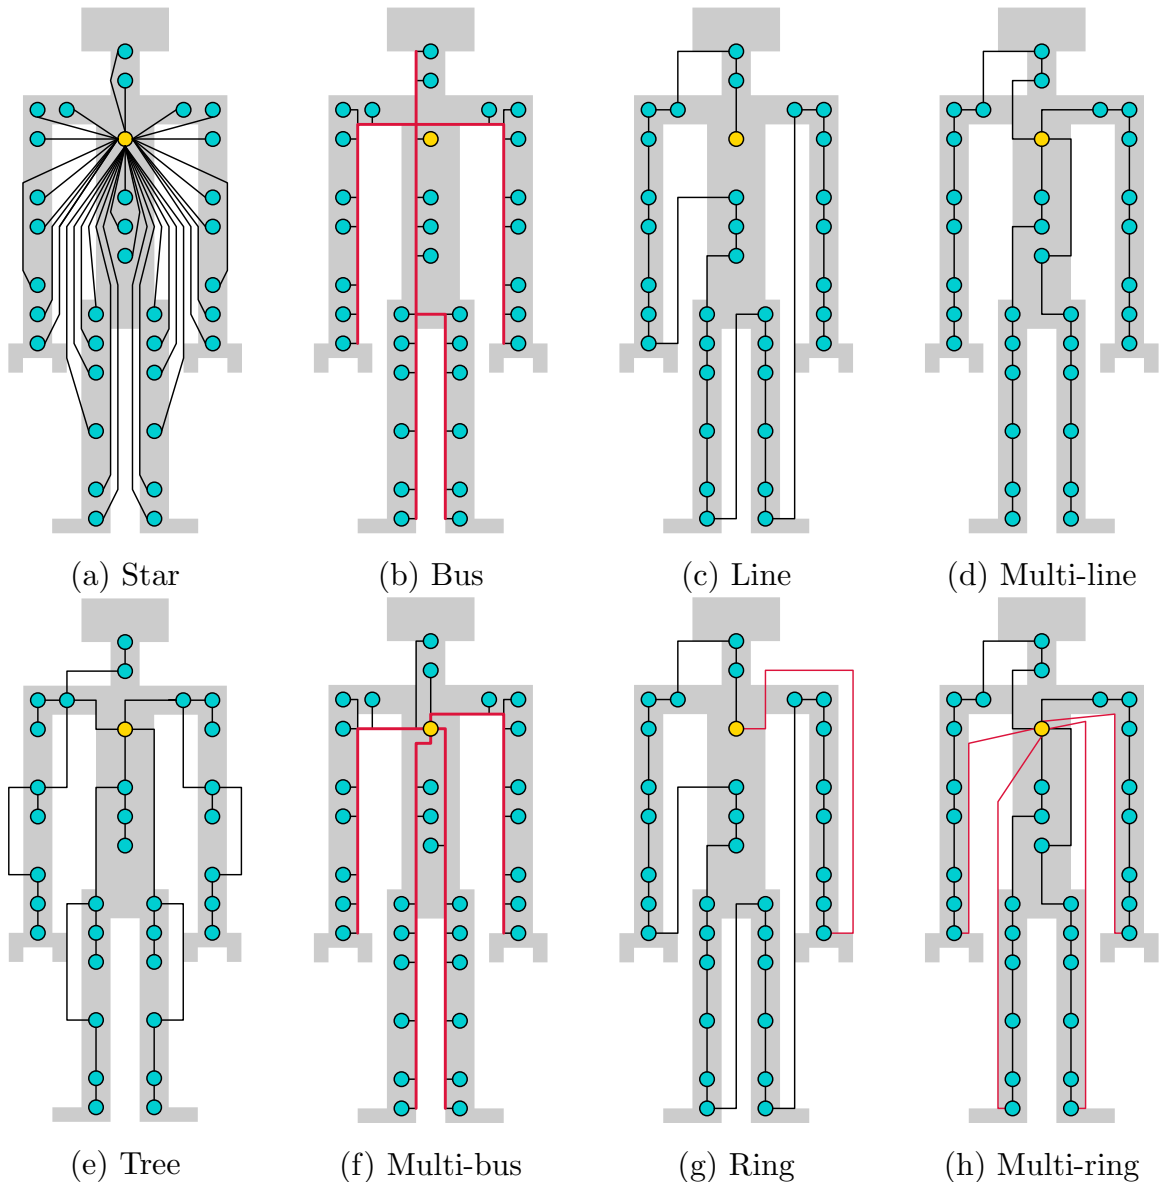 (a) Star (b) Bus (c) Line (d) Multi-line
(e) Tree (f) Multi-bus (g) Ring (h) Multi-ring